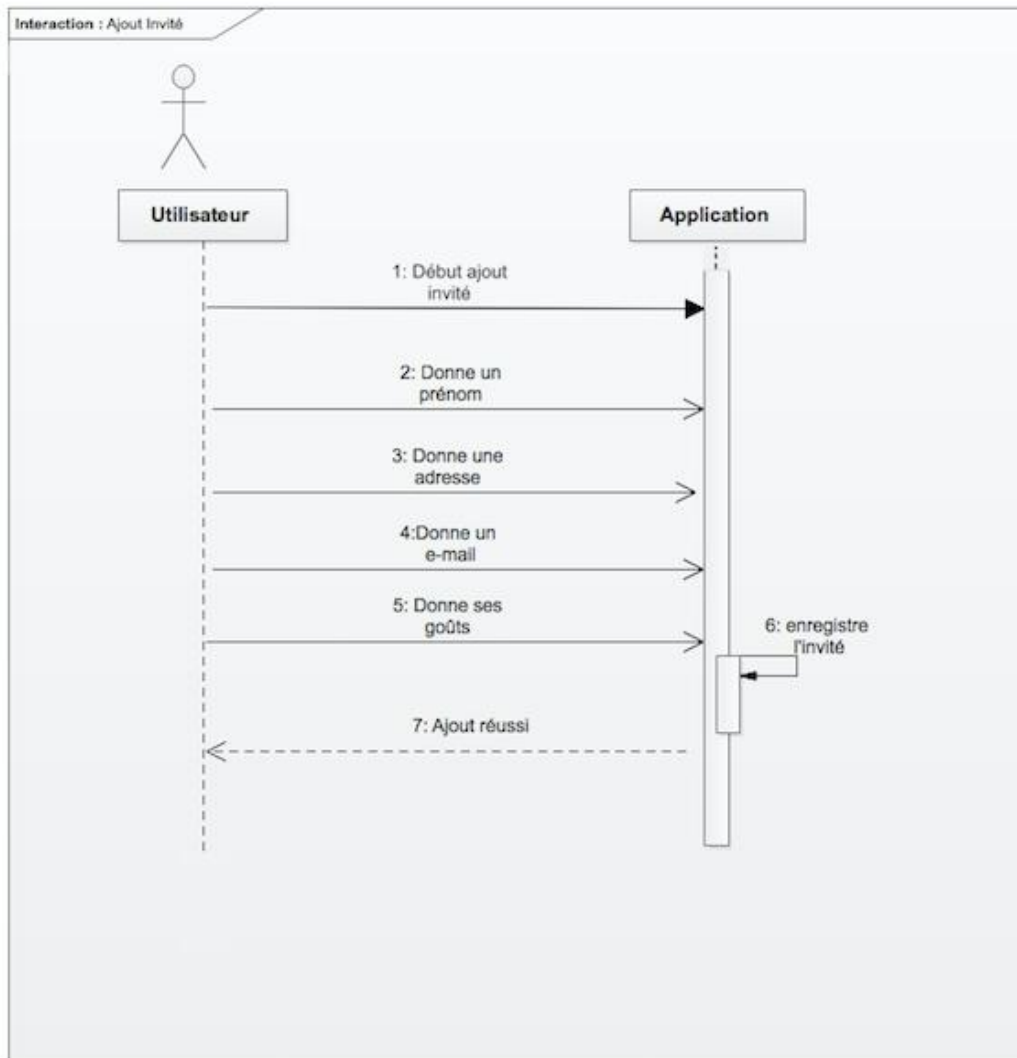 Interaction : Ajout Invité
Utilisateur
Application
1: Début ajout
invité
2: Donne un
prénom
3: Donne une
adresse
4:Donne un
e-mail
5: Donne ses
goûts
6: enregistre
l'invité
7: Ajout réussi